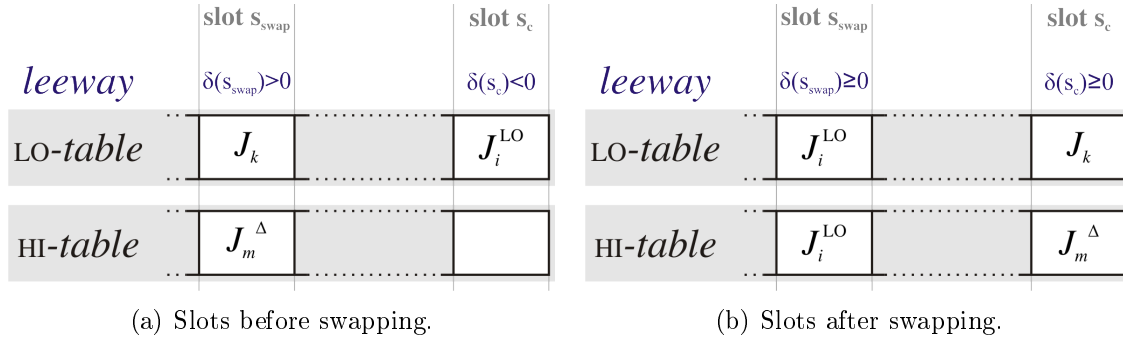 slot s_swap slot s_c slot s_swap slot s_c
leeway δ(s_swap)>0 δ(s_c)<0 leeway δ(s_swap)≥0 δ(s_c)≥0
LO-table J_k J_i^LO LO-table J_i^LO J_k
HI-table J_m^Δ HI-table J_i^LO J_m^Δ
(a) Slots before swapping. (b) Slots after swapping.